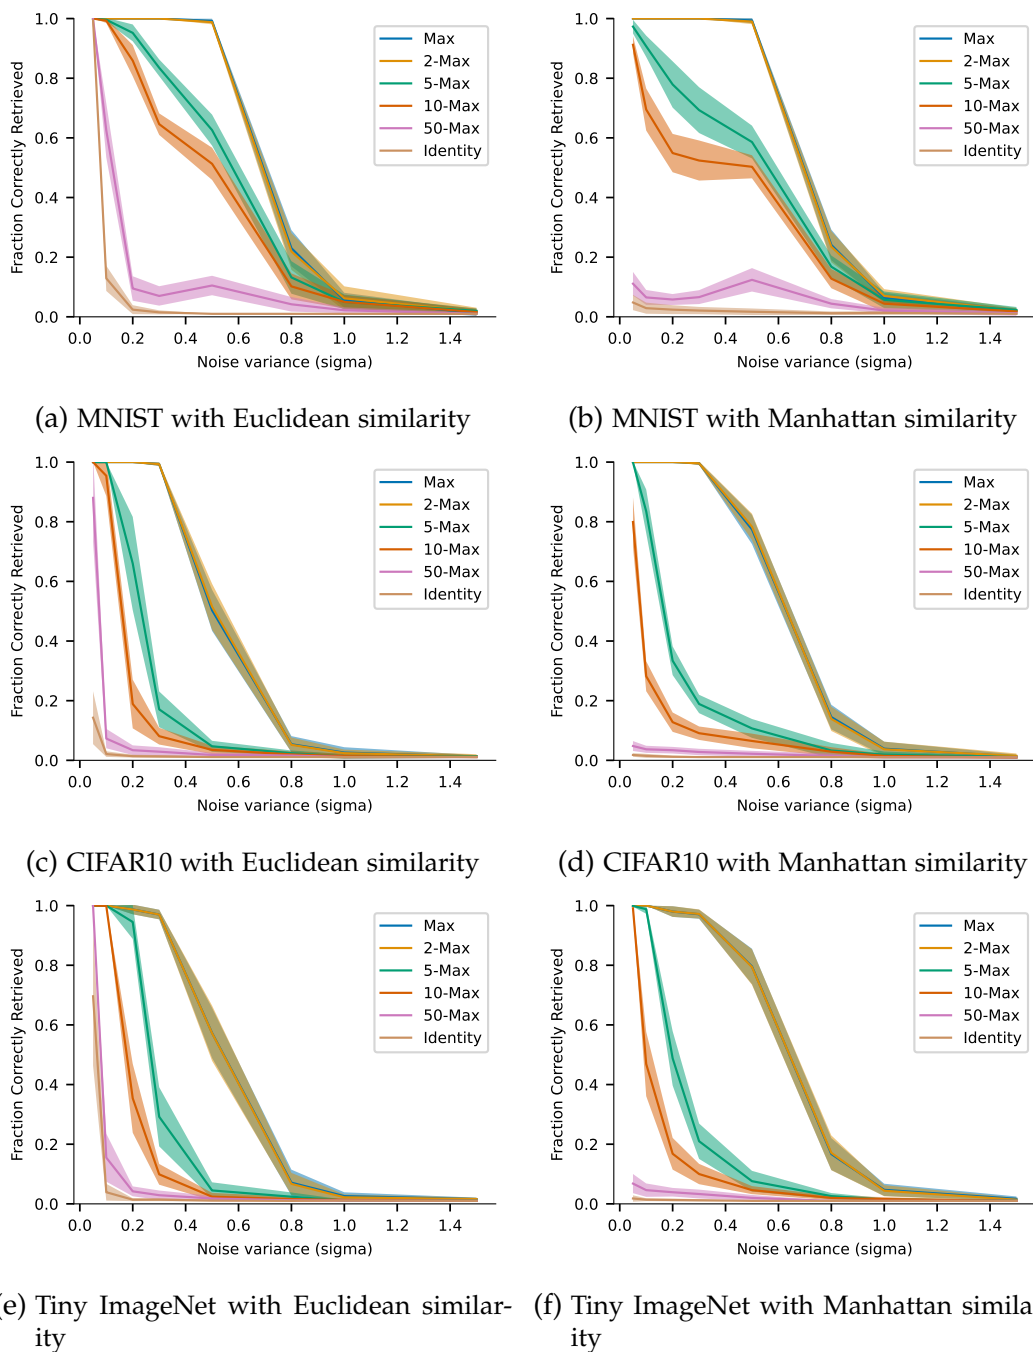 1.0
0.8
0.6
0.4
0.2
0.0
Fraction Correctly Retrieved
Max
2-Max
5-Max
10-Max
50-Max
Identity
0.0 0.2 0.4 0.6 0.8 1.0 1.2 1.4
Noise variance (sigma)
(a) MNIST with Euclidean similarity
1.0
0.8
0.6
0.4
0.2
0.0
Fraction Correctly Retrieved
Max
2-Max
5-Max
10-Max
50-Max
Identity
0.0 0.2 0.4 0.6 0.8 1.0 1.2 1.4
Noise variance (sigma)
(b) MNIST with Manhattan similarity
1.0
0.8
0.6
0.4
0.2
0.0
Fraction Correctly Retrieved
Max
2-Max
5-Max
10-Max
50-Max
Identity
0.0 0.2 0.4 0.6 0.8 1.0 1.2 1.4
Noise variance (sigma)
(c) CIFAR10 with Euclidean similarity
1.0
0.8
0.6
0.4
0.2
0.0
Fraction Correctly Retrieved
Max
2-Max
5-Max
10-Max
50-Max
Identity
0.0 0.2 0.4 0.6 0.8 1.0 1.2 1.4
Noise variance (sigma)
(d) CIFAR10 with Manhattan similarity
1.0
0.8
0.6
0.4
0.2
0.0
Fraction Correctly Retrieved
Max
2-Max
5-Max
10-Max
50-Max
Identity
0.0 0.2 0.4 0.6 0.8 1.0 1.2 1.4
Noise variance (sigma)
e) Tiny ImageNet with Euclidean similar-
ity
1.0
0.8
0.6
0.4
0.2
0.0
Fraction Correctly Retrieved
Max
2-Max
5-Max
10-Max
50-Max
Identity
0.0 0.2 0.4 0.6 0.8 1.0 1.2 1.4
Noise variance (sigma)
(f) Tiny ImageNet with Manhattan simila
ity